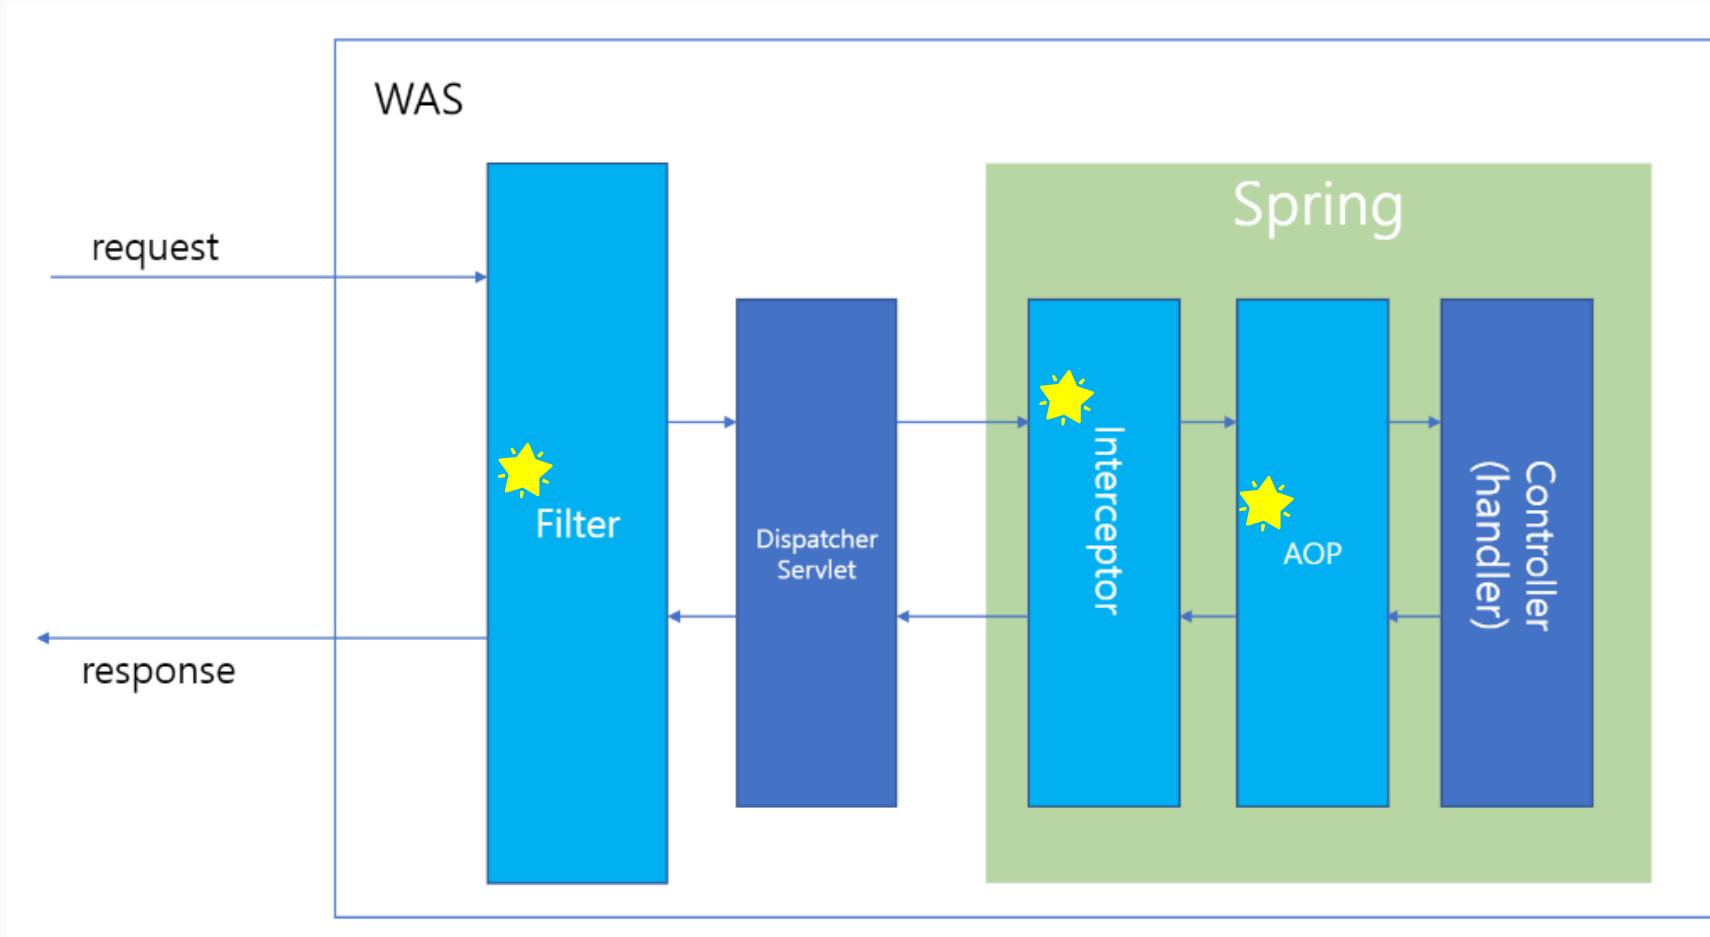 WAS
request
response
Filter
Dispatcher
Servlet
Spring
Interceptor
AOP
Controller
(handler)